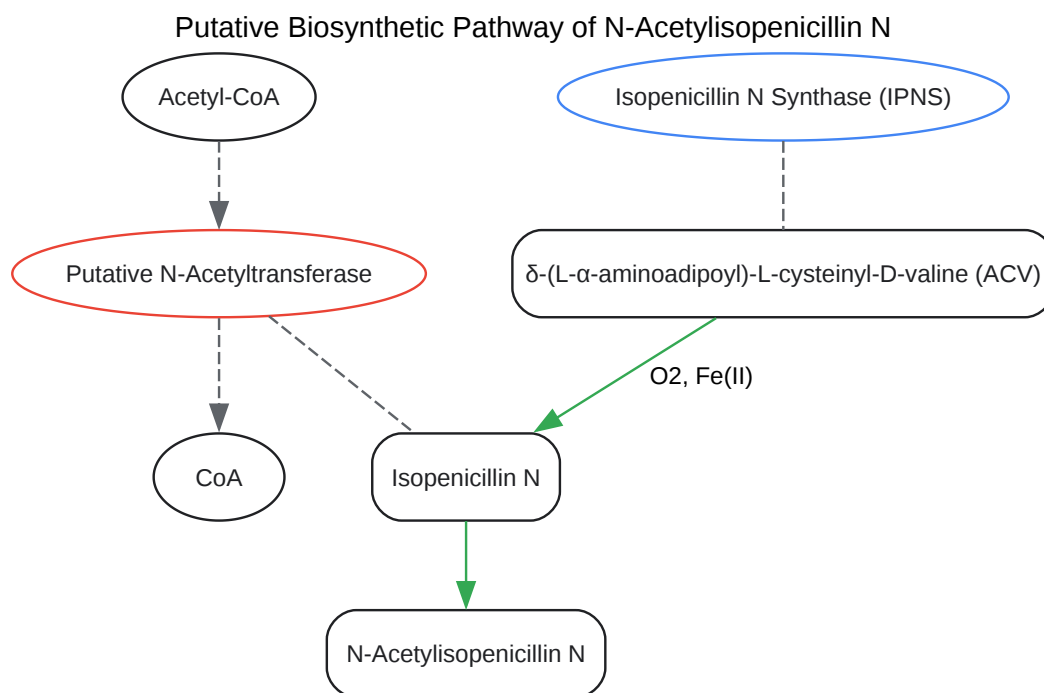 Putative Biosynthetic Pathway of N-Acetylisopenicillin N
Acetyl-CoA
Isopenicillin N Synthase (IPNS)
Putative N-Acetyltransferase
δ-(L-α-aminoadipoyl)-L-cysteinyl-D-valine (ACV)
O2, Fe(II)
CoA
Isopenicillin N
N-Acetylisopenicillin N